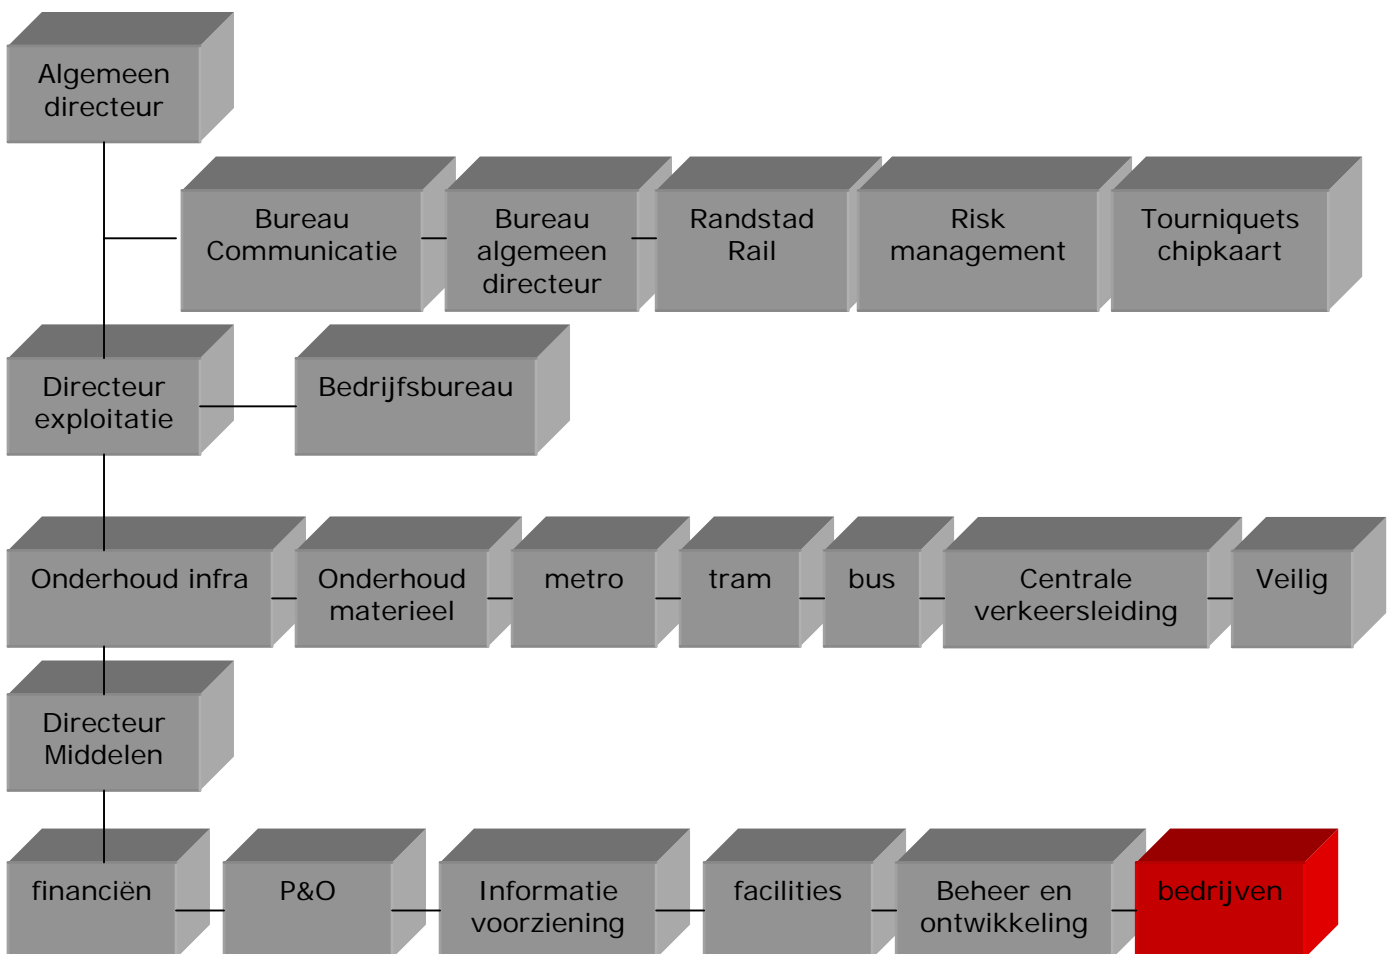 Algemeen
directeur
Bureau
Communicatie
Bureau
algemeen
directeur
Randstad
Rail
Risk
management
Tourniquets
chipkaart
Directeur
exploitatie
Bedrijfsbureau
Onderhoud infra
Onderhoud
materieel
metro
tram
bus
Centrale
verkeersleiding
Veilig
Directeur
Middelen
financiën
P&O
Informatie
voorziening
facilities
Beheer en
ontwikkeling
bedrijven